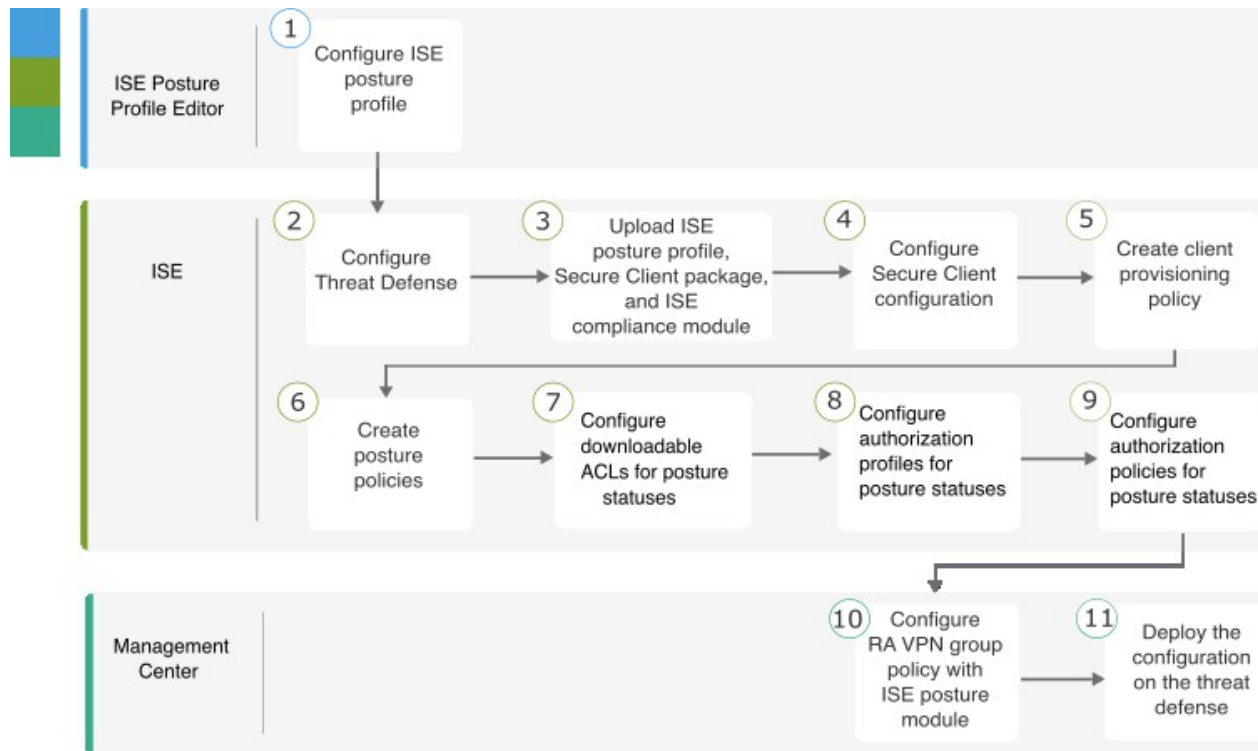 ISE Posture
Profile Editor
1
Configure ISE
posture
profile
ISE
2
Configure
Threat Defense
3
Upload ISE
posture profile,
Secure Client package,
and ISE
compliance module
4
Configure
Secure Client
configuration
5
Create client
provisioning
policy
6
Create
posture
policies
7
Configure
downloadable
ACLs for posture
statuses
8
Configure
authorization
profiles for
posture statuses
9
Configure
authorization
policies for
posture statuses
Management
Center
10
Configure
RA VPN group
policy with
ISE posture
module
11
Deploy the
configuration
on the threat
defense